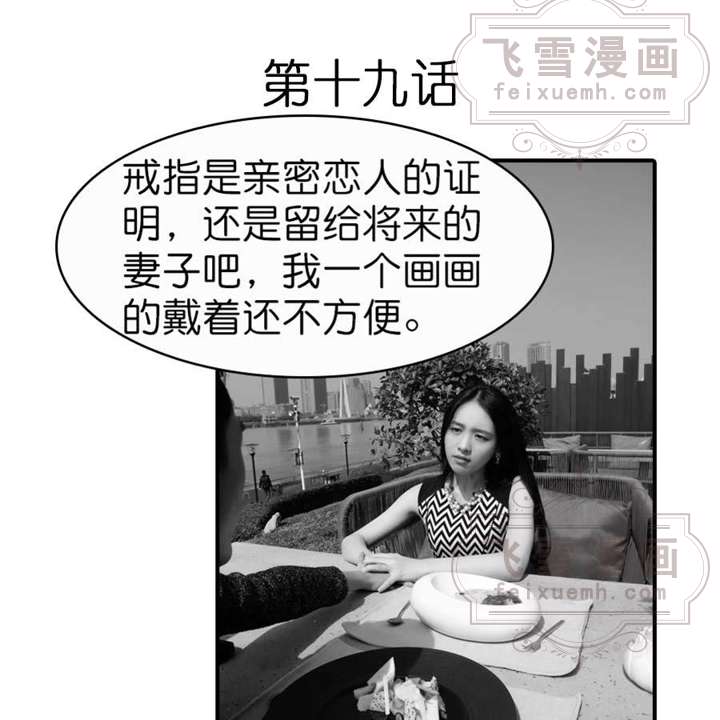 飞雪漫画
feixuemh.com
第十九话
戒指是亲密恋人的证
明，还是留给将来的
妻子吧，我一个画画
的戴着还不方便。
飞雪漫画
feixuemh.com